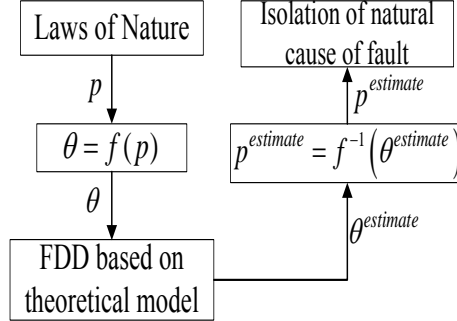 Laws of Nature
p
θ = f(p)
θ
FDD based on
theoretical model
θ^estimate
p^estimate = f^-1(θ^estimate)
p^estimate
Isolation of natural
cause of fault